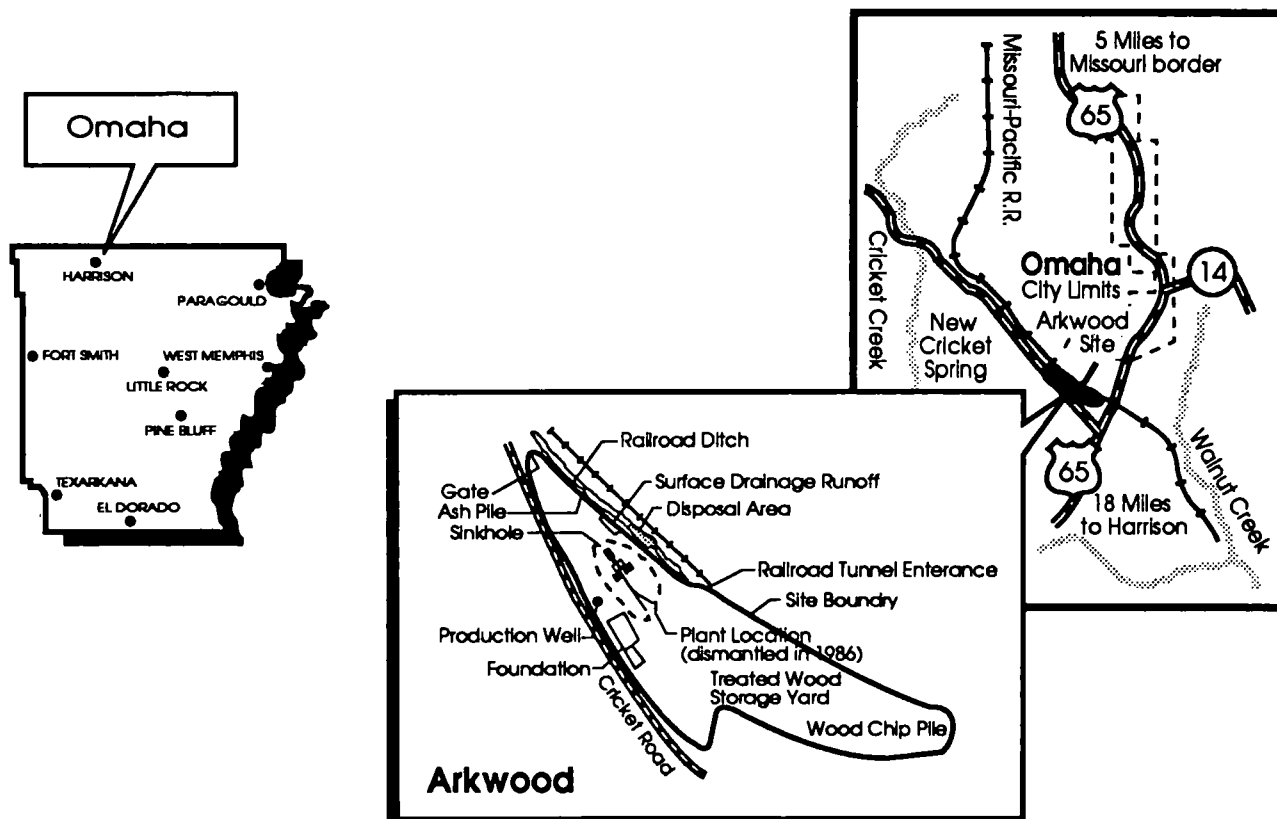 Omaha
HARRISON
PARAGOULD
FORT SMITH
WEST MEMPHIS
LITTLE ROCK
PINE BLUFF
TEXARKANA
EL DORADO
Missouri-Pacific R.R.
5 Miles to
Missouri border
65
Cricket Creek
Omaha
City Limits
14
New
Cricket
Spring
Arkwood
Site
65
18 Miles
to Harrison
Walnut Creek
Railroad Ditch
Surface Drainage Runoff
Gate
Ash Pile
Disposal Area
Sinkhole
Railroad Tunnel Enterance
Site Boundry
Production Well
Plant Location
(dismantled in 1986)
Foundation
Treated Wood
Storage Yard
Wood Chip Pile
Cricket Road
Arkwood